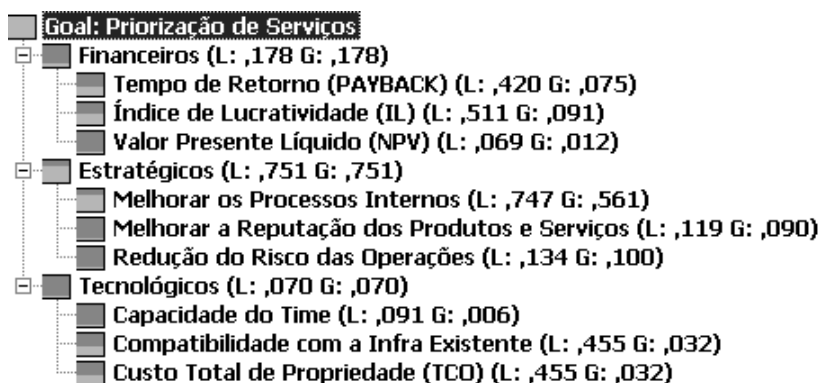 Goal: Priorização de Serviços
Financeiros (L: ,178 G: ,178)
Tempo de Retorno (PAYBACK) (L: ,420 G: ,075)
Índice de Lucratividade (IL) (L: ,511 G: ,091)
Valor Presente Líquido (NPV) (L: ,069 G: ,012)
Estratégicos (L: ,751 G: ,751)
Melhorar os Processos Internos (L: ,747 G: ,561)
Melhorar a Reputação dos Produtos e Serviços (L: ,119 G: ,090)
Redução do Risco das Operações (L: ,134 G: ,100)
Tecnológicos (L: ,070 G: ,070)
Capacidade do Time (L: ,091 G: ,006)
Compatibilidade com a Infra Existente (L: ,455 G: ,032)
Custo Total de Propriedade (TCO) (L: ,455 G: ,032)